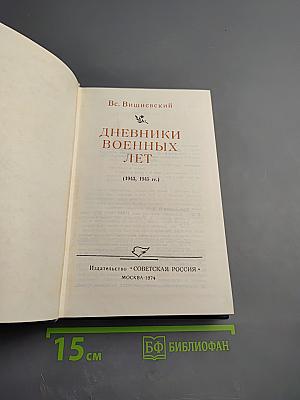 Вс. Вишневский
ДНЕВНИКИ
ВОЕННЫХ
ЛЕТ
(1943, 1945 гг.)
Издательство "СОВЕТСКАЯ РОССИЯ"
МОСКВА-1974
15 см
БФ БИБЛИОФАН